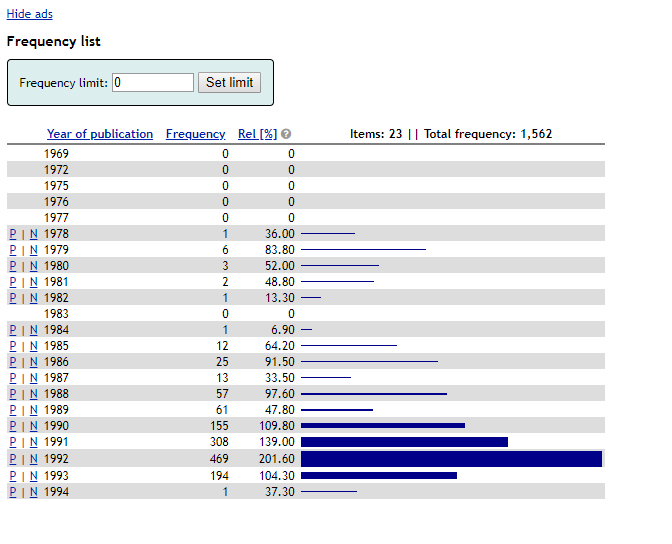 Hide ads
Frequency list
Frequency limit: 0 Set limit
Year of publication Frequency Rel [%] ? Items: 23 || Total frequency: 1,562
1969 0 0
1972 0 0
1975 0 0
1976 0 0
1977 0 0
P | N 1978 1 36.00
P | N 1979 6 83.80
P | N 1980 3 52.00
P | N 1981 2 48.80
P | N 1982 1 13.30
1983 0 0
P | N 1984 1 6.90
P | N 1985 12 64.20
P | N 1986 25 91.50
P | N 1987 13 33.50
P | N 1988 57 97.60
P | N 1989 61 47.80
P | N 1990 155 109.80
P | N 1991 308 139.00
P | N 1992 469 201.60
P | N 1993 194 104.30
P | N 1994 1 37.30